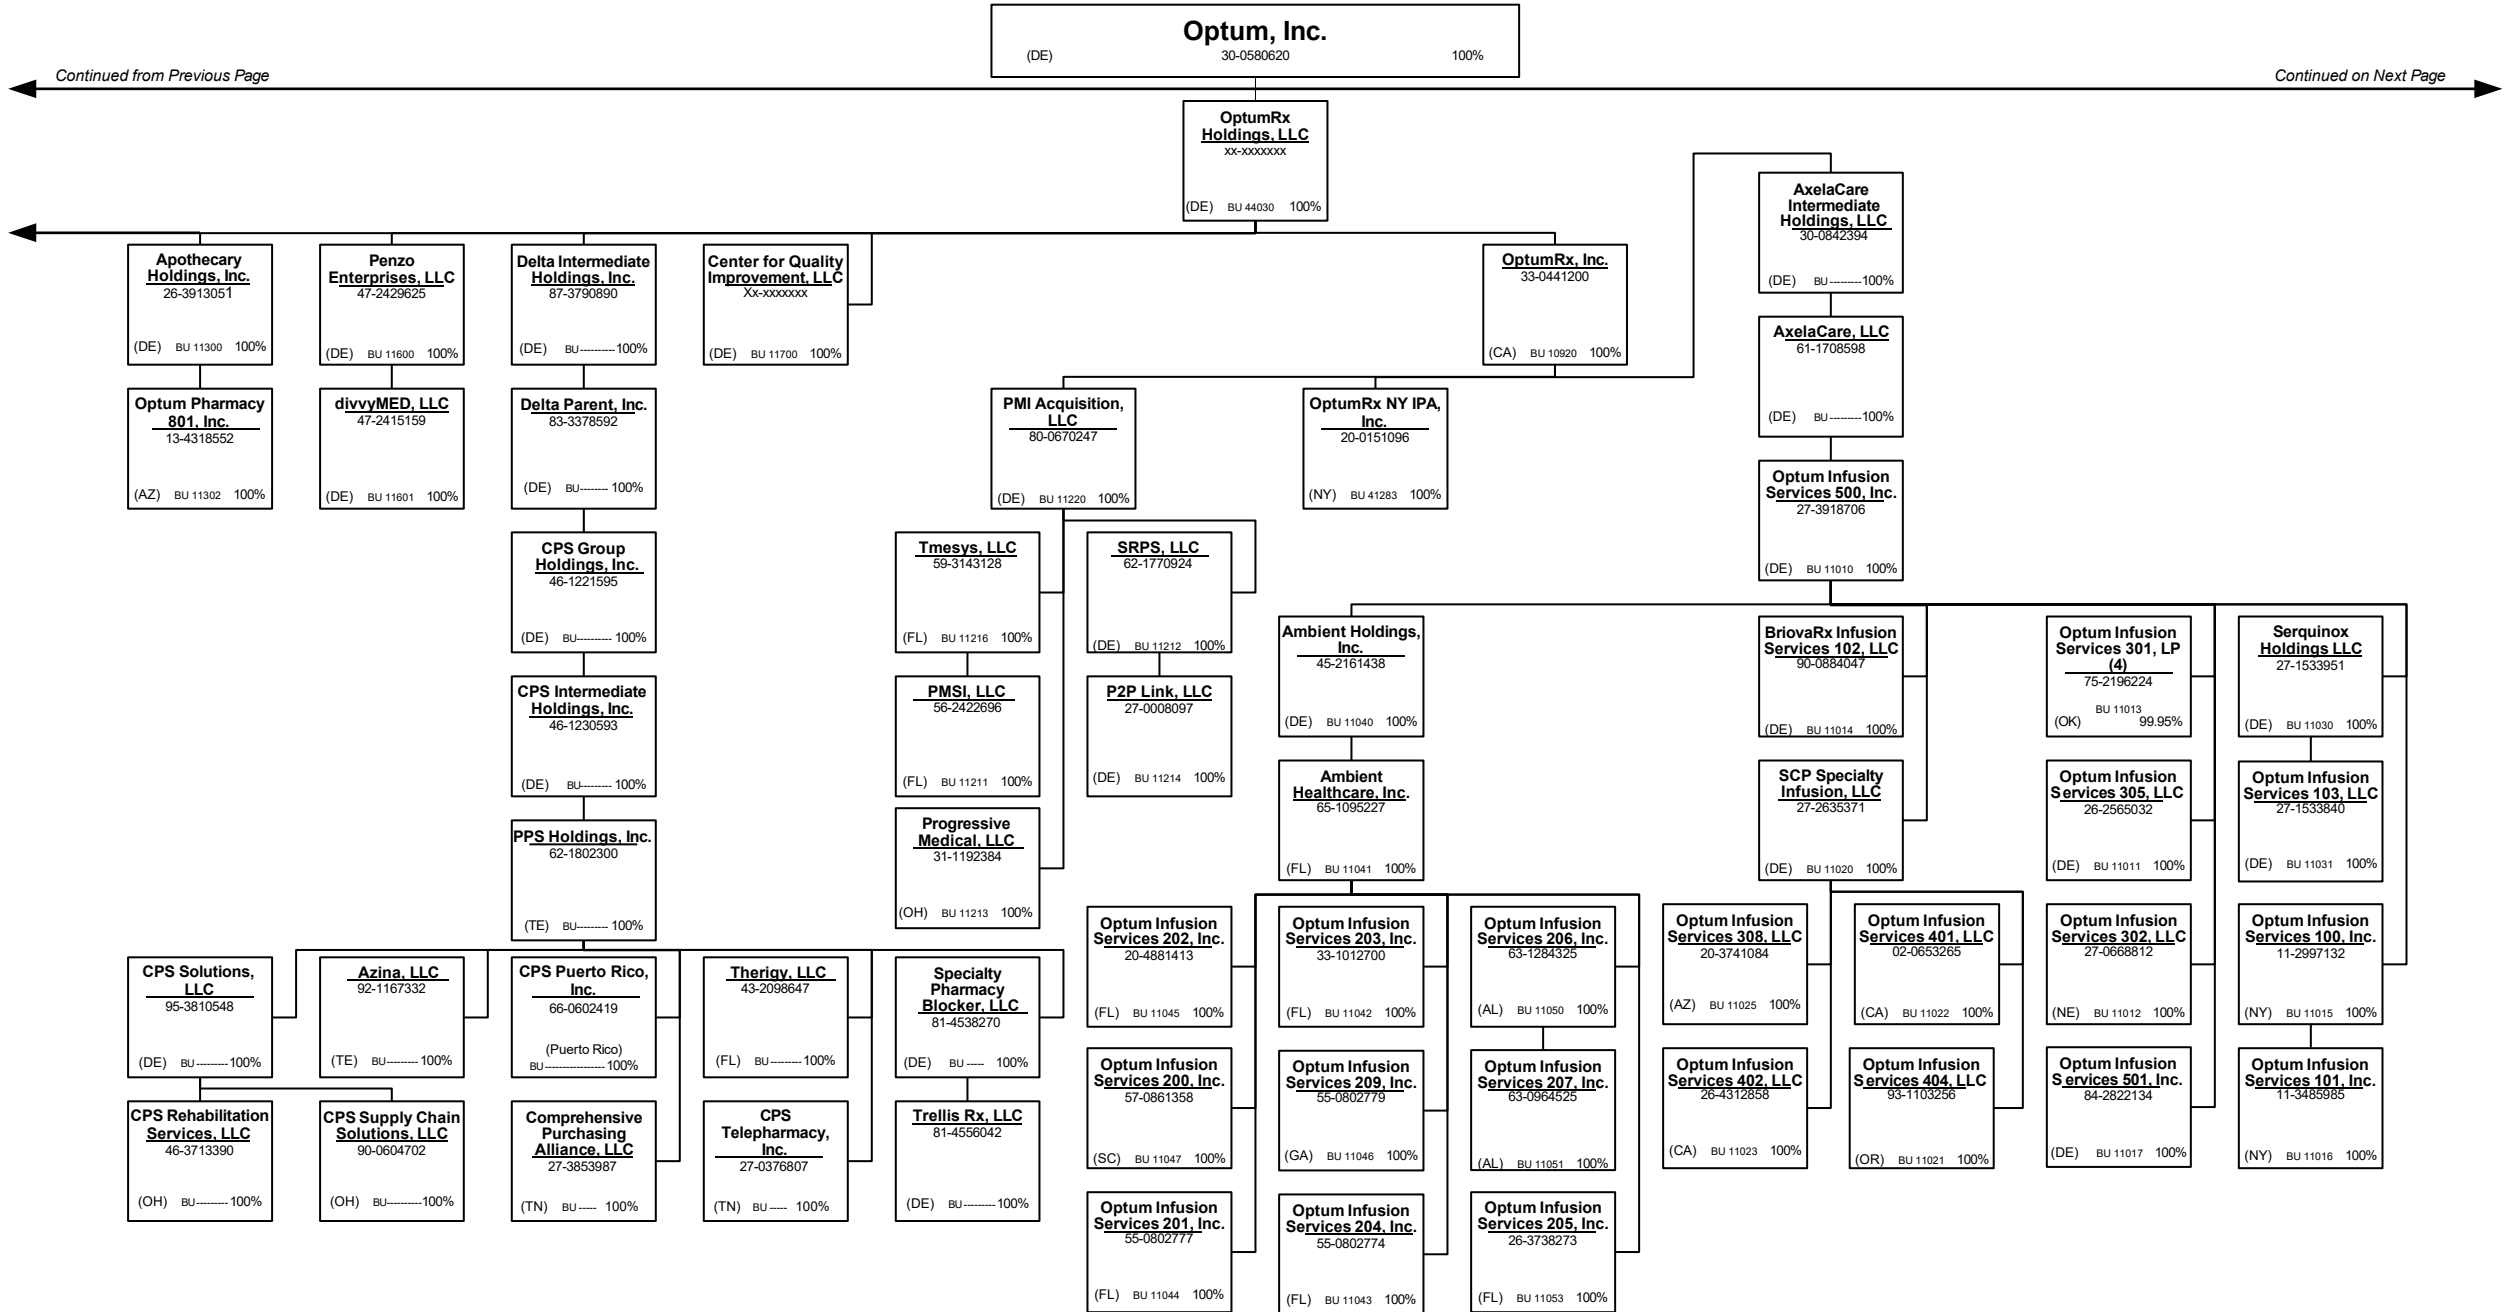 Optum, Inc.
(DE) 30-0580620 100%
Continued from Previous Page
Continued on Next Page
OptumRx
Holdings, LLC
xx-xxxxxxx
(DE) BU 44030 100%
AxelaCare
Intermediate
Holdings, LLC
30-0842394
(DE) BU---------100%
Apothecary
Holdings, Inc.
26-3913051
(DE) BU 11300 100%
Penzo
Enterprises, LLC
47-2429625
(DE) BU 11600 100%
Delta Intermediate
Holdings, Inc.
87-3790890
(DE) BU----------100%
Center for Quality
Improvement, LLC
Xx-xxxxxxx
(DE) BU 11700 100%
OptumRx, Inc.
33-0441200
(CA) BU 10920 100%
AxelaCare, LLC
61-1708598
(DE) BU---------100%
Optum Pharmacy
801, Inc.
13-4318552
(AZ) BU 11302 100%
divvyMED, LLC
47-2415159
(DE) BU 11601 100%
Delta Parent, Inc.
83-3378592
(DE) BU-------- 100%
PMI Acquisition,
LLC
80-0670247
(DE) BU 11220 100%
OptumRx NY IPA,
Inc.
20-0151096
(NY) BU 41283 100%
Optum Infusion
Services 500, Inc.
27-3918706
(DE) BU 11010 100%
CPS Group
Holdings, Inc.
46-1221595
(DE) BU---------- 100%
Tmesys, LLC
59-3143128
(FL) BU 11216 100%
SRPS, LLC
62-1770924
(DE) BU 11212 100%
Ambient Holdings,
Inc.
45-2161438
(DE) BU 11040 100%
BriovaRx Infusion
Services 102, LLC
90-0884047
(DE) BU 11014 100%
Optum Infusion
Services 301, LP
(4)
75-2196224
BU 11013
(OK) 99.95%
Serquinox
Holdings LLC
27-1533951
(DE) BU 11030 100%
CPS Intermediate
Holdings, Inc.
46-1230593
(DE) BU--------- 100%
PMSI, LLC
56-2422696
(FL) BU 11211 100%
P2P Link, LLC
27-0008097
(DE) BU 11214 100%
Ambient
Healthcare, Inc.
65-1095227
(FL) BU 11041 100%
SCP Specialty
Infusion, LLC
27-2635371
(DE) BU 11020 100%
Optum Infusion
Services 305, LLC
26-2565032
(DE) BU 11011 100%
Optum Infusion
Services 103, LLC
27-1533840
(DE) BU 11031 100%
PPS Holdings, Inc.
62-1802300
(TE) BU--------- 100%
Progressive
Medical, LLC
31-1192384
(OH) BU 11213 100%
Optum Infusion
Services 202, Inc.
20-4881413
(FL) BU 11045 100%
Optum Infusion
Services 203, Inc.
33-1012700
(FL) BU 11042 100%
Optum Infusion
Services 206, Inc.
63-1284325
(AL) BU 11050 100%
Optum Infusion
Services 308, LLC
20-3741084
(AZ) BU 11025 100%
Optum Infusion
Services 401, LLC
02-0653265
(CA) BU 11022 100%
Optum Infusion
Services 302, LLC
27-0668812
(NE) BU 11012 100%
Optum Infusion
Services 100, Inc.
11-2997132
(NY) BU 11015 100%
CPS Solutions,
LLC
95-3810548
(DE) BU---------100%
Azina, LLC
92-1167332
(TE) BU--------- 100%
CPS Puerto Rico,
Inc.
66-0602419
(Puerto Rico)
BU----------------- 100%
Therigy, LLC
43-2098647
(FL) BU---------100%
Specialty
Pharmacy
Blocker, LLC
81-4538270
(DE) BU ----- 100%
Optum Infusion
Services 200, Inc.
57-0861358
(SC) BU 11047 100%
Optum Infusion
Services 209, Inc.
55-0802779
(GA) BU 11046 100%
Optum Infusion
Services 207, Inc.
63-0964525
(AL) BU 11051 100%
Optum Infusion
Services 402, LLC
26-4312858
(CA) BU 11023 100%
Optum Infusion
Services 404, LLC
93-1103256
(OR) BU 11021 100%
Optum Infusion
Services 501, Inc.
84-2822134
(DE) BU 11017 100%
Optum Infusion
Services 101, Inc.
11-3485985
(NY) BU 11016 100%
CPS Rehabilitation
Services, LLC
46-3713390
(OH) BU--------- 100%
CPS Supply Chain
Solutions, LLC
90-0604702
(OH) BU----------100%
Comprehensive
Purchasing
Alliance, LLC
27-3853987
(TN) BU ----- 100%
CPS
Telepharmacy,
Inc.
27-0376807
(TN) BU ----- 100%
Trellis Rx, LLC
81-4556042
(DE) BU---------100%
Optum Infusion
Services 201, Inc.
55-0802777
(FL) BU 11044 100%
Optum Infusion
Services 204, Inc.
55-0802774
(FL) BU 11043 100%
Optum Infusion
Services 205, Inc.
26-3738273
(FL) BU 11053 100%